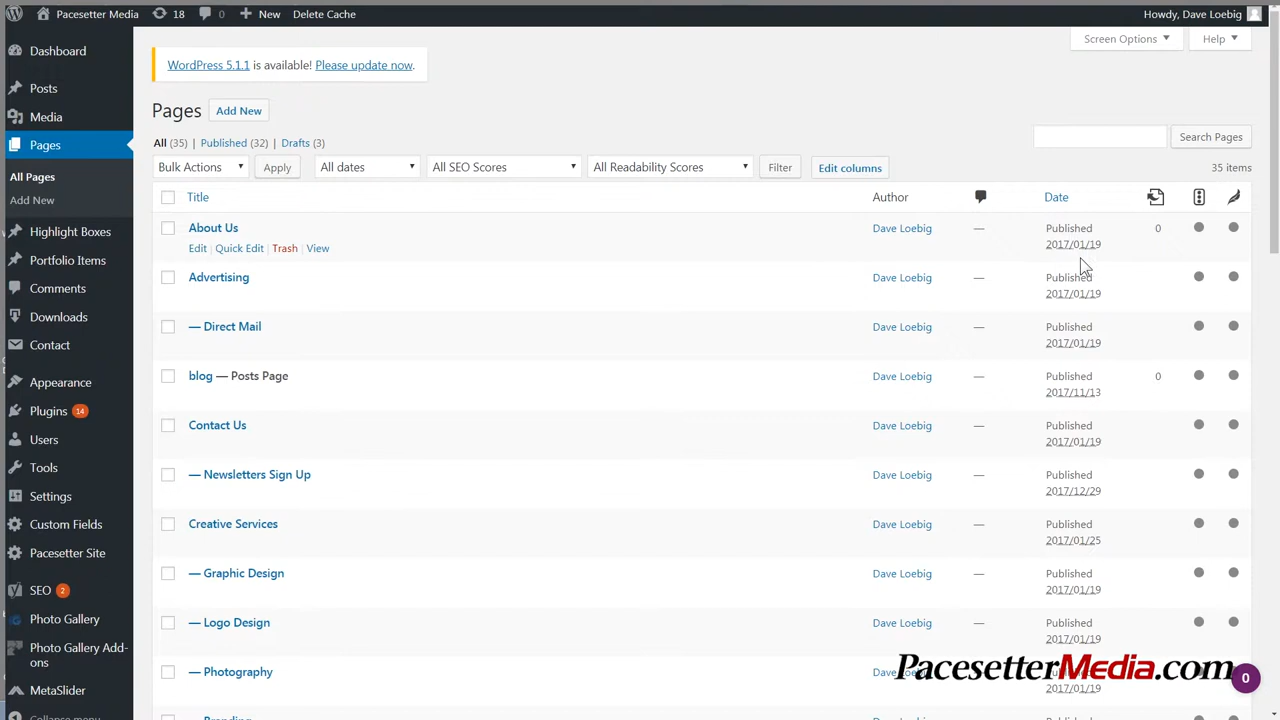 Pacesetter Media 18 0 New Delete Cache Howdy, Dave Loebig
Screen Options Help
Dashboard
Posts
Media
Pages
All Pages
Add New
Highlight Boxes
Portfolio Items
Comments
Downloads
Contact
Appearance
Plugins 14
Users
Tools
Settings
Custom Fields
Pacesetter Site
SEO 2
Photo Gallery
Photo Gallery Add-
ons
MetaSlider
Collapse menu
WordPress 5.1.1 is available! Please update now.
Pages Add New
All (35) | Published (32) | Drafts (3)
Search Pages
Bulk Actions Apply All dates All SEO Scores All Readability Scores Filter Edit columns 35 items
Title Author Date
About Us Dave Loebig — Published 0
Edit | Quick Edit | Trash | View 2017/01/19
Advertising Dave Loebig — Published
2017/01/19
— Direct Mail Dave Loebig — Published
2017/01/19
blog — Posts Page Dave Loebig — Published 0
2017/11/13
Contact Us Dave Loebig — Published
2017/01/19
— Newsletters Sign Up Dave Loebig — Published
2017/12/29
Creative Services Dave Loebig — Published
2017/01/25
— Graphic Design Dave Loebig — Published
2017/01/19
— Logo Design Dave Loebig — Published
2017/01/19
— Photography Dave Loebig
2017/01/19
PacesetterMedia.com 0
Branding